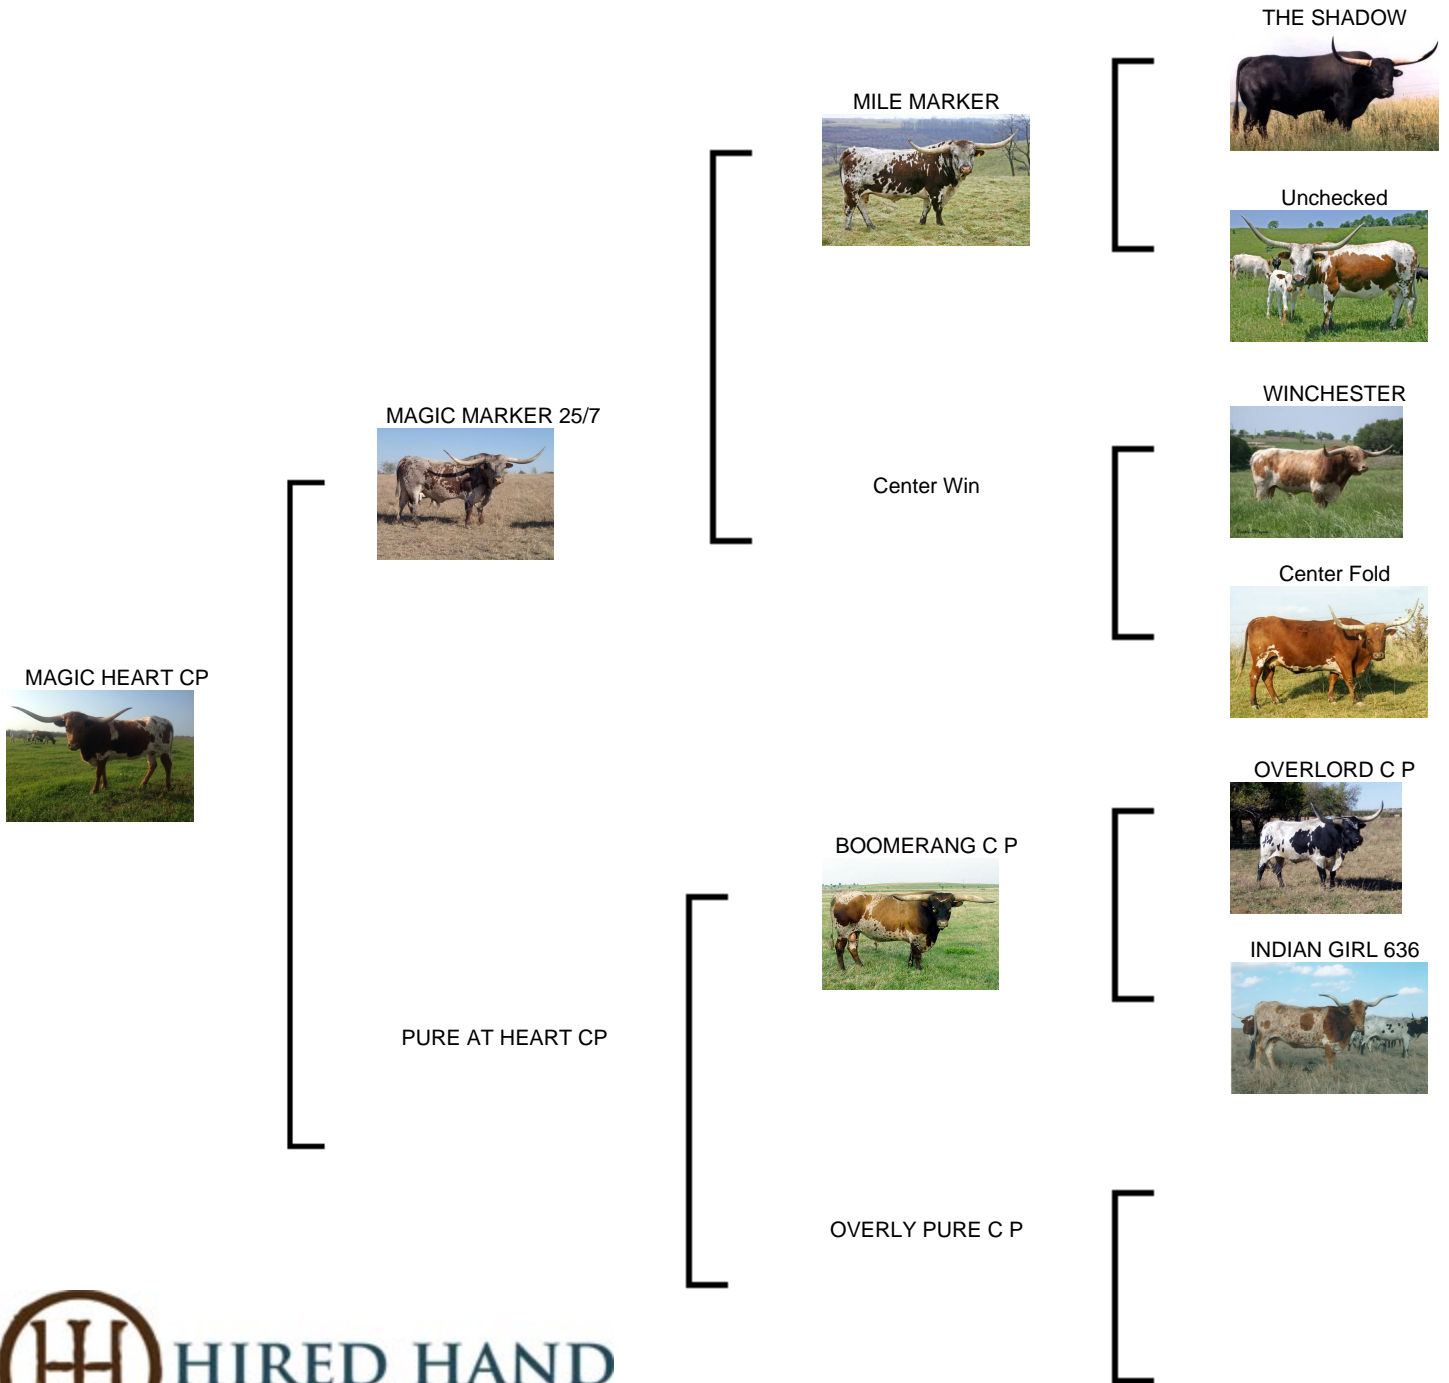 THE SHADOW
MILE MARKER
Unchecked
WINCHESTER
MAGIC MARKER 25/7
Center Win
Center Fold
MAGIC HEART CP
OVERLORD C P
BOOMERANG C P
INDIAN GIRL 636
PURE AT HEART CP
OVERLY PURE C P
HIRED HAND